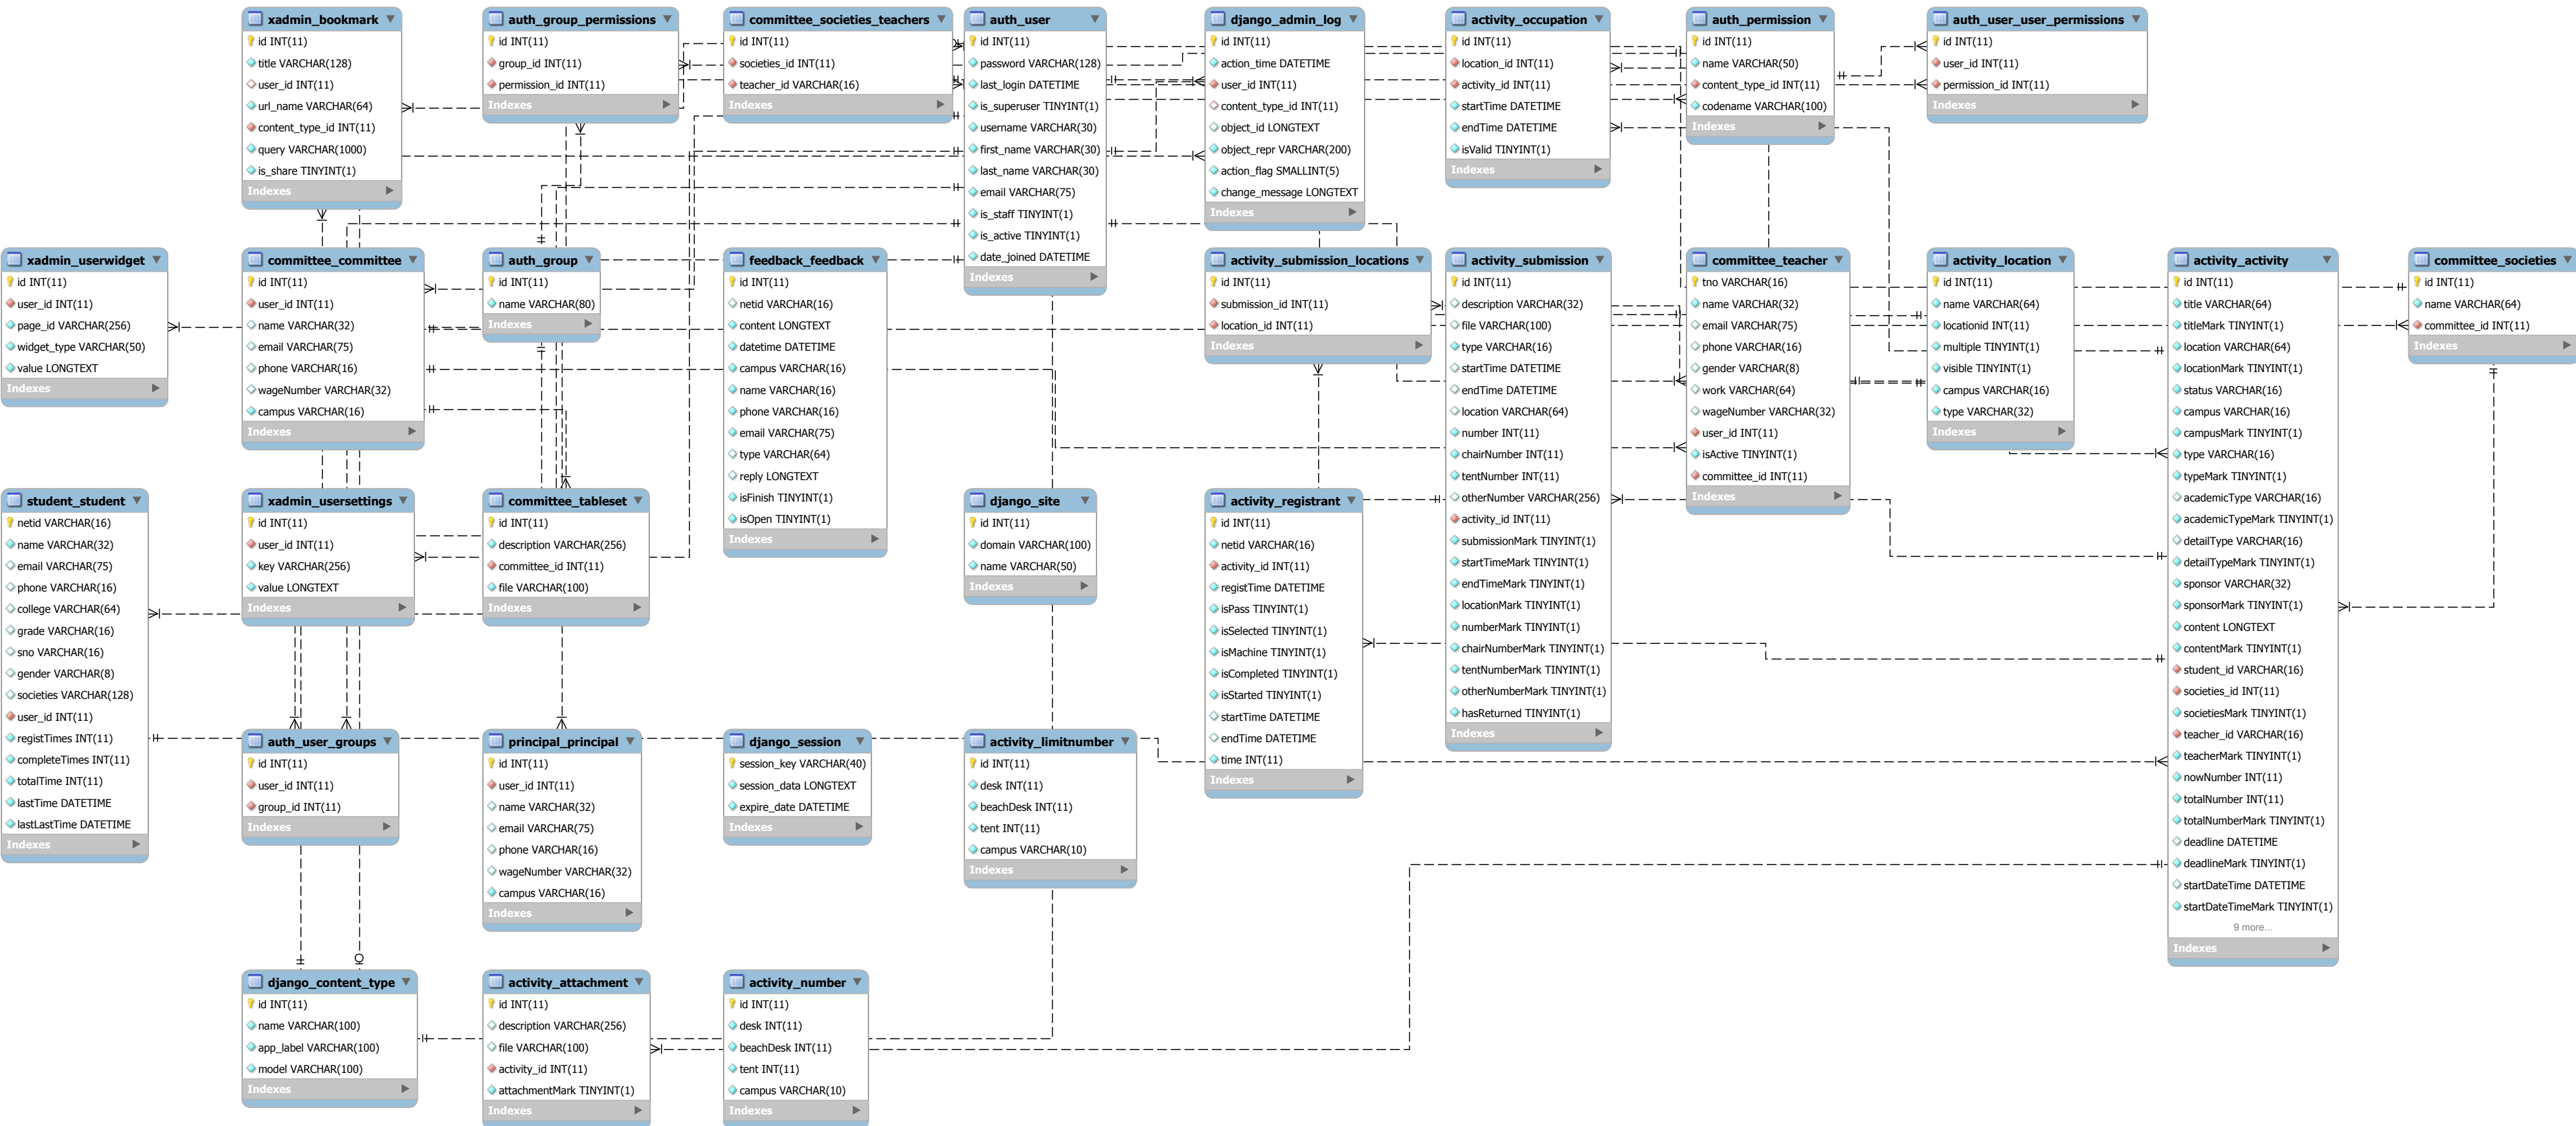 xadmin_bookmark
id INT(11)
title VARCHAR(128)
user_id INT(11)
url_name VARCHAR(64)
content_type_id INT(11)
query VARCHAR(1000)
is_share TINYINT(1)
Indexes
auth_group_permissions
id INT(11)
group_id INT(11)
permission_id INT(11)
Indexes
committee_societies_teachers
id INT(11)
societies_id INT(11)
teacher_id VARCHAR(16)
Indexes
auth_user
id INT(11)
password VARCHAR(128)
last_login DATETIME
is_superuser TINYINT(1)
username VARCHAR(30)
first_name VARCHAR(30)
last_name VARCHAR(30)
email VARCHAR(75)
is_staff TINYINT(1)
is_active TINYINT(1)
date_joined DATETIME
Indexes
django_admin_log
id INT(11)
action_time DATETIME
user_id INT(11)
content_type_id INT(11)
object_id LONGTEXT
object_repr VARCHAR(200)
action_flag SMALLINT(5)
change_message LONGTEXT
Indexes
activity_occupation
id INT(11)
location_id INT(11)
activity_id INT(11)
startTime DATETIME
endTime DATETIME
isValid TINYINT(1)
Indexes
auth_permission
id INT(11)
name VARCHAR(50)
content_type_id INT(11)
codename VARCHAR(100)
Indexes
auth_user_user_permissions
id INT(11)
user_id INT(11)
permission_id INT(11)
Indexes
xadmin_userwidget
id INT(11)
user_id INT(11)
page_id VARCHAR(256)
widget_type VARCHAR(50)
value LONGTEXT
Indexes
committee_committee
id INT(11)
user_id INT(11)
name VARCHAR(32)
email VARCHAR(75)
phone VARCHAR(16)
wageNumber VARCHAR(32)
campus VARCHAR(16)
Indexes
auth_group
id INT(11)
name VARCHAR(80)
Indexes
feedback_feedback
id INT(11)
netid VARCHAR(16)
content LONGTEXT
datetime DATETIME
campus VARCHAR(16)
name VARCHAR(16)
phone VARCHAR(16)
email VARCHAR(75)
type VARCHAR(64)
reply LONGTEXT
isFinish TINYINT(1)
isOpen TINYINT(1)
Indexes
activity_submission_locations
id INT(11)
submission_id INT(11)
location_id INT(11)
Indexes
activity_submission
id INT(11)
description VARCHAR(32)
file VARCHAR(100)
type VARCHAR(16)
startTime DATETIME
endTime DATETIME
location VARCHAR(64)
number INT(11)
chairNumber INT(11)
tentNumber INT(11)
otherNumber VARCHAR(256)
activity_id INT(11)
submissionMark TINYINT(1)
startTimeMark TINYINT(1)
endTimeMark TINYINT(1)
locationMark TINYINT(1)
numberMark TINYINT(1)
chairNumberMark TINYINT(1)
tentNumberMark TINYINT(1)
otherNumberMark TINYINT(1)
hasReturned TINYINT(1)
Indexes
committee_teacher
tno VARCHAR(16)
name VARCHAR(32)
email VARCHAR(75)
phone VARCHAR(16)
gender VARCHAR(8)
work VARCHAR(64)
wageNumber VARCHAR(32)
user_id INT(11)
isActive TINYINT(1)
committee_id INT(11)
Indexes
activity_location
id INT(11)
name VARCHAR(64)
locationid INT(11)
multiple TINYINT(1)
visible TINYINT(1)
campus VARCHAR(16)
type VARCHAR(32)
Indexes
activity_activity
id INT(11)
title VARCHAR(64)
titleMark TINYINT(1)
location VARCHAR(64)
locationMark TINYINT(1)
status VARCHAR(16)
campus VARCHAR(16)
campusMark TINYINT(1)
type VARCHAR(16)
typeMark TINYINT(1)
academicType VARCHAR(16)
academicTypeMark TINYINT(1)
detailType VARCHAR(16)
detailTypeMark TINYINT(1)
sponsor VARCHAR(32)
sponsorMark TINYINT(1)
content LONGTEXT
contentMark TINYINT(1)
student_id VARCHAR(16)
societies_id INT(11)
societiesMark TINYINT(1)
teacher_id VARCHAR(16)
teacherMark TINYINT(1)
nowNumber INT(11)
totalNumber INT(11)
totalNumberMark TINYINT(1)
deadline DATETIME
deadlineMark TINYINT(1)
startDateTime DATETIME
startDateTimeMark TINYINT(1)
9 more...
Indexes
committee_societies
id INT(11)
name VARCHAR(64)
committee_id INT(11)
Indexes
student_student
netid VARCHAR(16)
name VARCHAR(32)
email VARCHAR(75)
phone VARCHAR(16)
college VARCHAR(64)
grade VARCHAR(16)
sno VARCHAR(16)
gender VARCHAR(8)
societies VARCHAR(128)
user_id INT(11)
registTimes INT(11)
completeTimes INT(11)
totalTime INT(11)
lastTime DATETIME
lastLastTime DATETIME
Indexes
xadmin_usersettings
id INT(11)
user_id INT(11)
key VARCHAR(256)
value LONGTEXT
Indexes
committee_tableset
id INT(11)
description VARCHAR(256)
committee_id INT(11)
file VARCHAR(100)
Indexes
django_site
id INT(11)
domain VARCHAR(100)
name VARCHAR(50)
Indexes
activity_registrant
id INT(11)
netid VARCHAR(16)
activity_id INT(11)
registTime DATETIME
isPass TINYINT(1)
isSelected TINYINT(1)
isMachine TINYINT(1)
isCompleted TINYINT(1)
isStarted TINYINT(1)
startTime DATETIME
endTime DATETIME
time INT(11)
Indexes
auth_user_groups
id INT(11)
user_id INT(11)
group_id INT(11)
Indexes
principal_principal
id INT(11)
user_id INT(11)
name VARCHAR(32)
email VARCHAR(75)
phone VARCHAR(16)
wageNumber VARCHAR(32)
campus VARCHAR(16)
Indexes
django_session
session_key VARCHAR(40)
session_data LONGTEXT
expire_date DATETIME
Indexes
activity_limitnumber
id INT(11)
desk INT(11)
beachDesk INT(11)
tent INT(11)
campus VARCHAR(10)
Indexes
django_content_type
id INT(11)
name VARCHAR(100)
app_label VARCHAR(100)
model VARCHAR(100)
Indexes
activity_attachment
id INT(11)
description VARCHAR(256)
file VARCHAR(100)
activity_id INT(11)
attachmentMark TINYINT(1)
Indexes
activity_number
id INT(11)
desk INT(11)
beachDesk INT(11)
tent INT(11)
campus VARCHAR(10)
Indexes